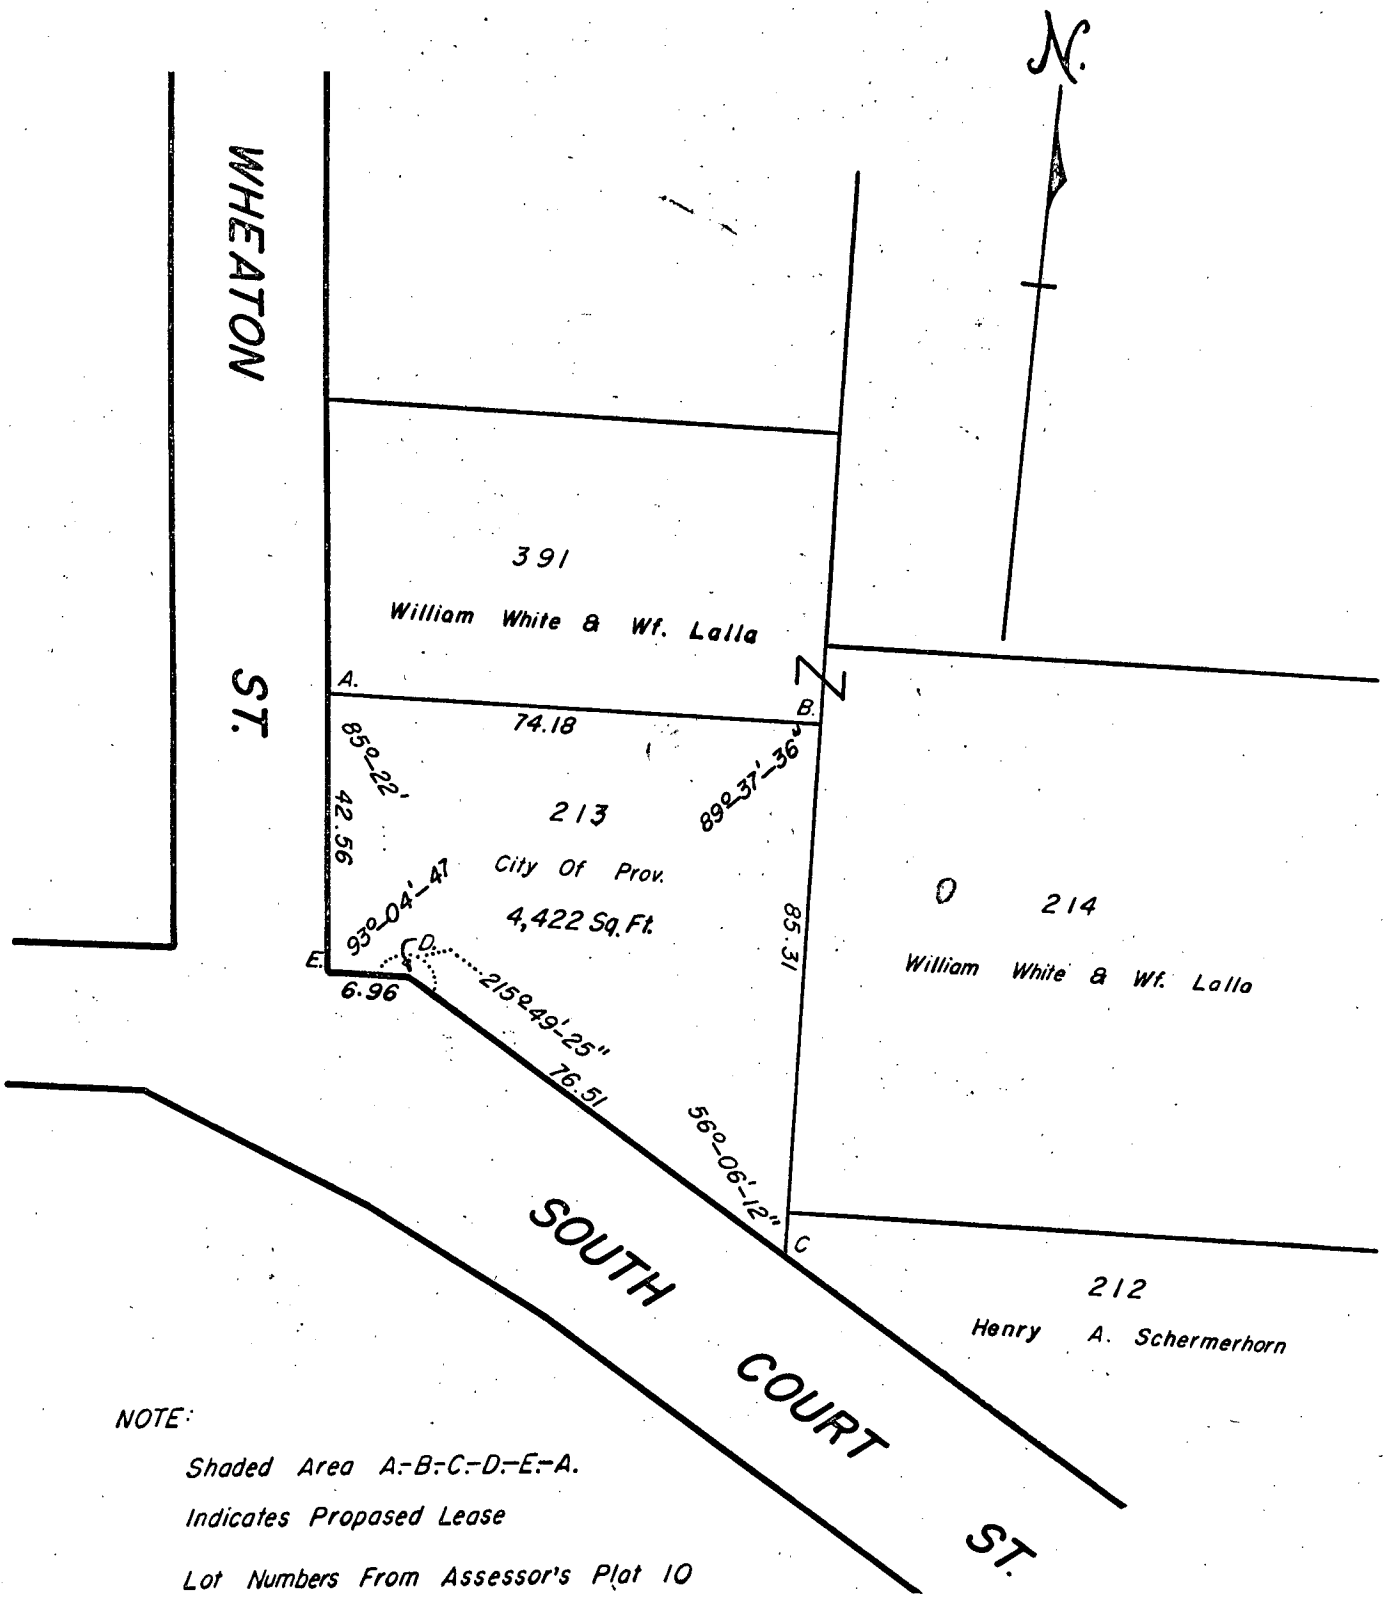 N.
WHEATON
ST.
391
William White & Wf. Lalla
A.
B.
74.18
85°-22'
89°-37'-36"
42.56
213
City Of Prov.
4,422 Sq. Ft.
93°-04'-47
85.31
O 214
William White & Wf. Lalla
E.
D.
6.96
215°-49'-25"
76.51
56°-06'-12"
C
SOUTH
COURT
ST.
212
Henry A. Schermerhorn
NOTE:
Shaded Area A.-B.-C.-D.-E.-A.
Indicates Proposed Lease
Lot Numbers From Assessor's Plat 10